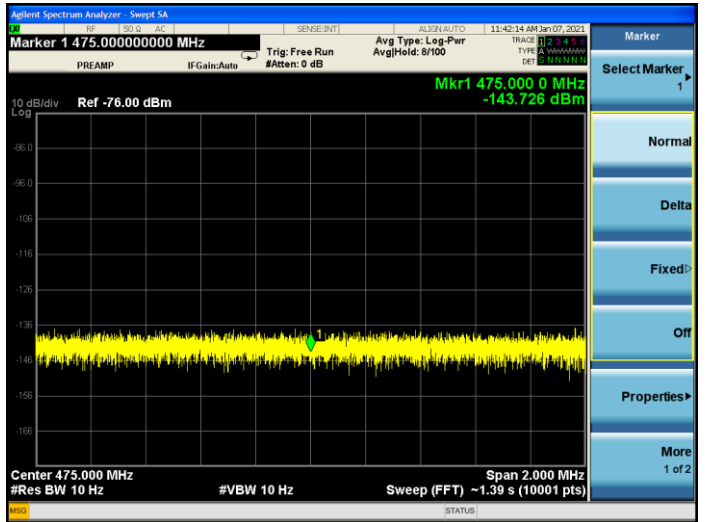 Agilent Spectrum Analyzer - Swept SA
RF 50 Ω AC SENSE:INT ALIGN AUTO 11:42:14 AM Jan 07, 2021
Marker 1 475.000000000 MHz
PREAMP IFGain:Auto
Trig: Free Run
#Atten: 0 dB
Avg Type: Log-Pwr
Avg|Hold: 8/100
TRACE 1 2 3 4 5 6
TYPE A WWWWW
DET S N N N N N
Mkr1 475.000 0 MHz
-143.726 dBm
10 dB/div Ref -76.00 dBm
Log
-86.0
-96.0
-106
-116
-126
-136
1
-146
-156
-166
Center 475.000 MHz Span 2.000 MHz
#Res BW 10 Hz #VBW 10 Hz Sweep (FFT) ~1.39 s (10001 pts)
MSG STATUS
Marker
Select Marker
1
Normal
Delta
Fixed
Off
Properties
More
1 of 2